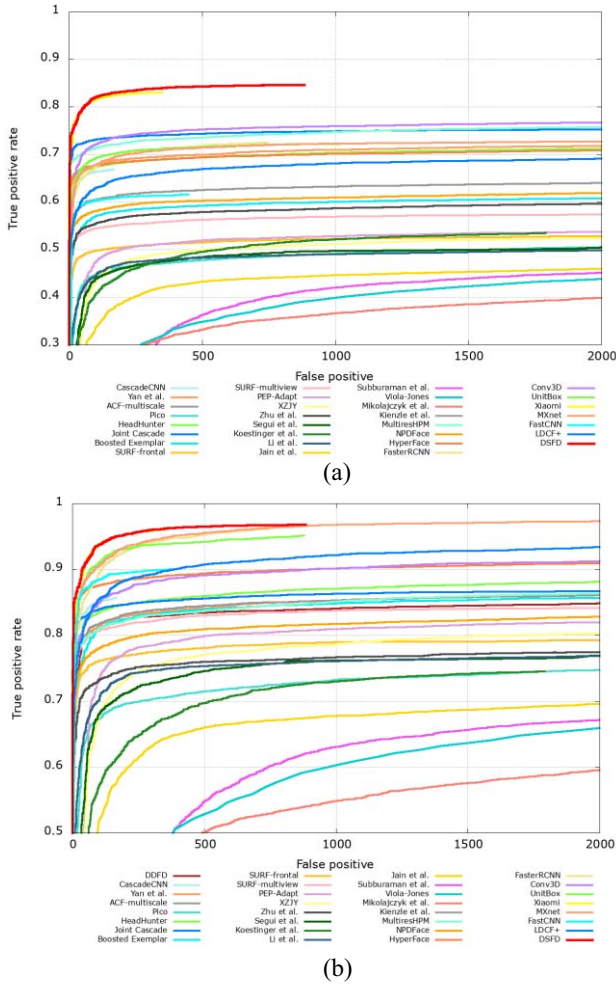 1
0.9
0.8
0.7
0.6
0.5
0.4
0.3
True positive rate
0 500 1000 1500 2000
False positive
CascadeCNN SURF-multiview Subburaman et al. Conv3D
Yan et al. PEP-Adapt Viola-Jones UnitBox
ACF-multiscale XZJY Mikolajczyk et al. Xiaomi
Pico Zhu et al. Kienzle et al. MXnet
HeadHunter Segui et al. MultiresHPM FastCNN
Joint Cascade Koestinger et al. NPDFace LDCF+
Boosted Exemplar Li et al. HyperFace DSFD
SURF-frontal Jain et al. FasterRCNN
(a)
1
0.9
0.8
0.7
0.6
0.5
True positive rate
0 500 1000 1500 2000
False positive
DDFD SURF-frontal Jain et al. FasterRCNN
CascadeCNN SURF-multiview Subburaman et al. Conv3D
Yan et al. PEP-Adapt Viola-Jones UnitBox
ACF-multiscale XZJY Mikolajczyk et al. Xiaomi
Pico Zhu et al. Kienzle et al. MXnet
HeadHunter Segui et al. MultiresHPM FastCNN
Joint Cascade Koestinger et al. NPDFace LDCF+
Boosted Exemplar Li et al. HyperFace DSFD
(b)